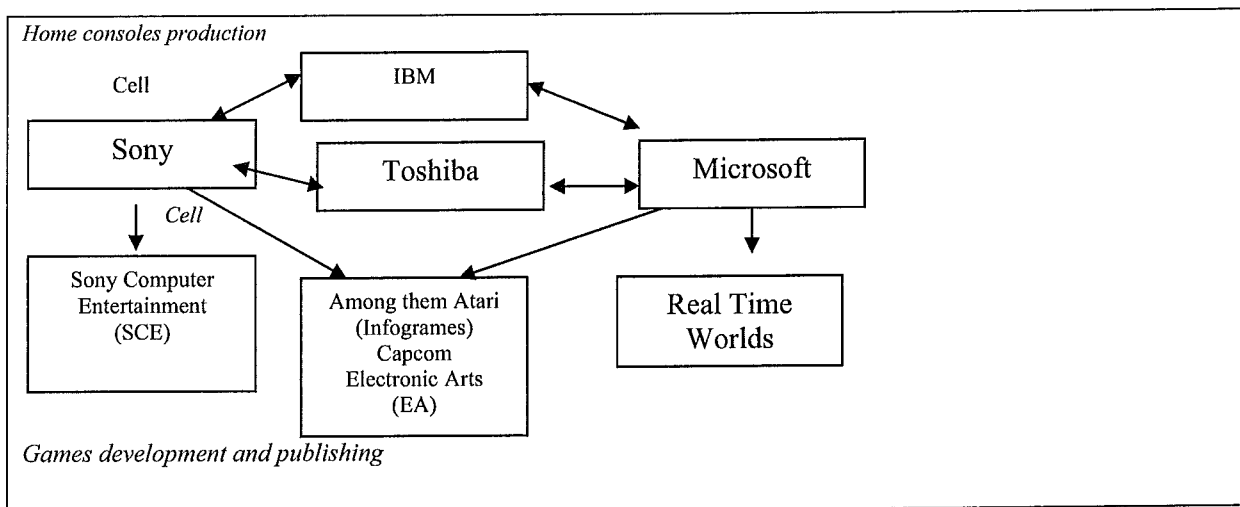 Home consoles production
Cell
IBM
Sony
Toshiba
Microsoft
Cell
Sony Computer
Entertainment
(SCE)
Among them Atari
(Infogrames)
Capcom
Electronic Arts
(EA)
Real Time
Worlds
Games development and publishing